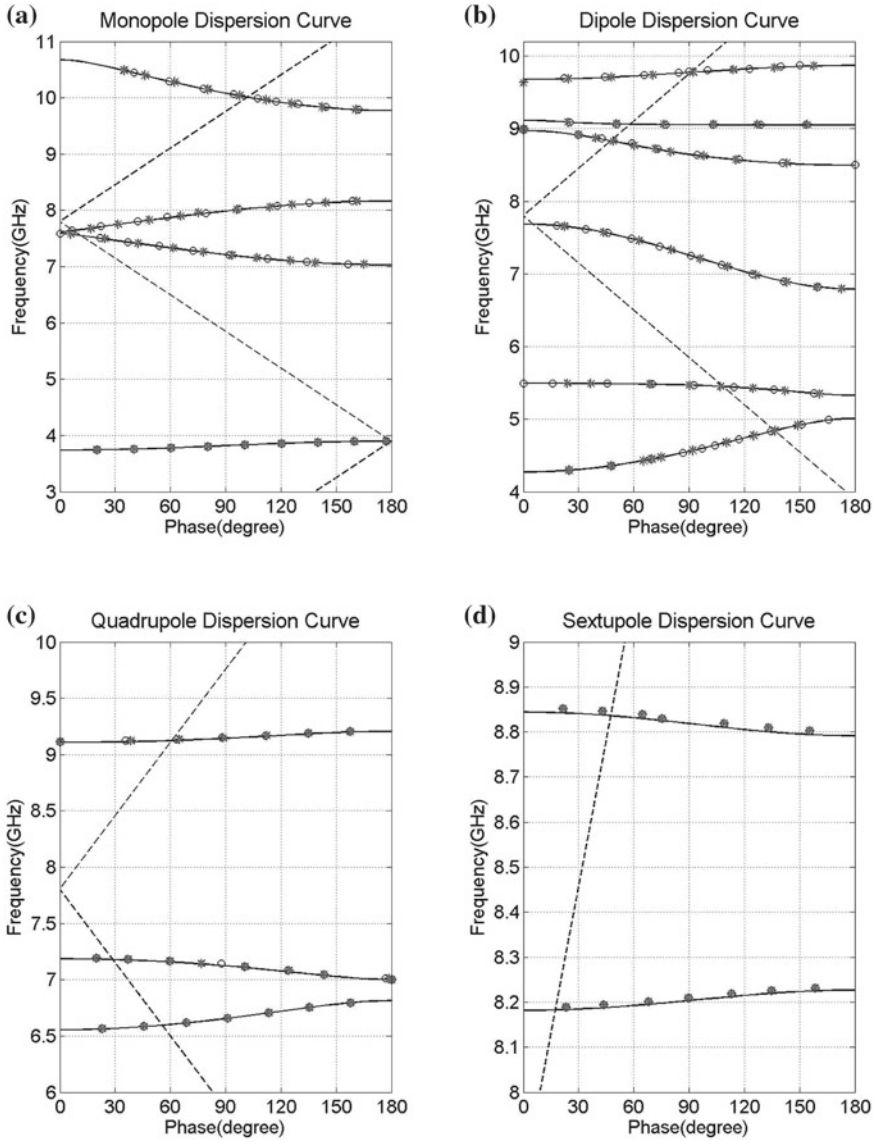 (a)
Monopole Dispersion Curve
11
10
9
8
7
6
5
4
3
Frequency(GHz)
0 30 60 90 120 150 180
Phase(degree)
(b)
Dipole Dispersion Curve
10
9
8
7
6
5
4
Frequency(GHz)
0 30 60 90 120 150 180
Phase(degree)
(c)
Quadrupole Dispersion Curve
10
9.5
9
8.5
8
7.5
7
6.5
6
Frequency(GHz)
0 30 60 90 120 150 180
Phase(degree)
(d)
Sextupole Dispersion Curve
9
8.9
8.8
8.7
8.6
8.5
8.4
8.3
8.2
8.1
8
Frequency(GHz)
0 30 60 90 120 150 180
Phase(degree)